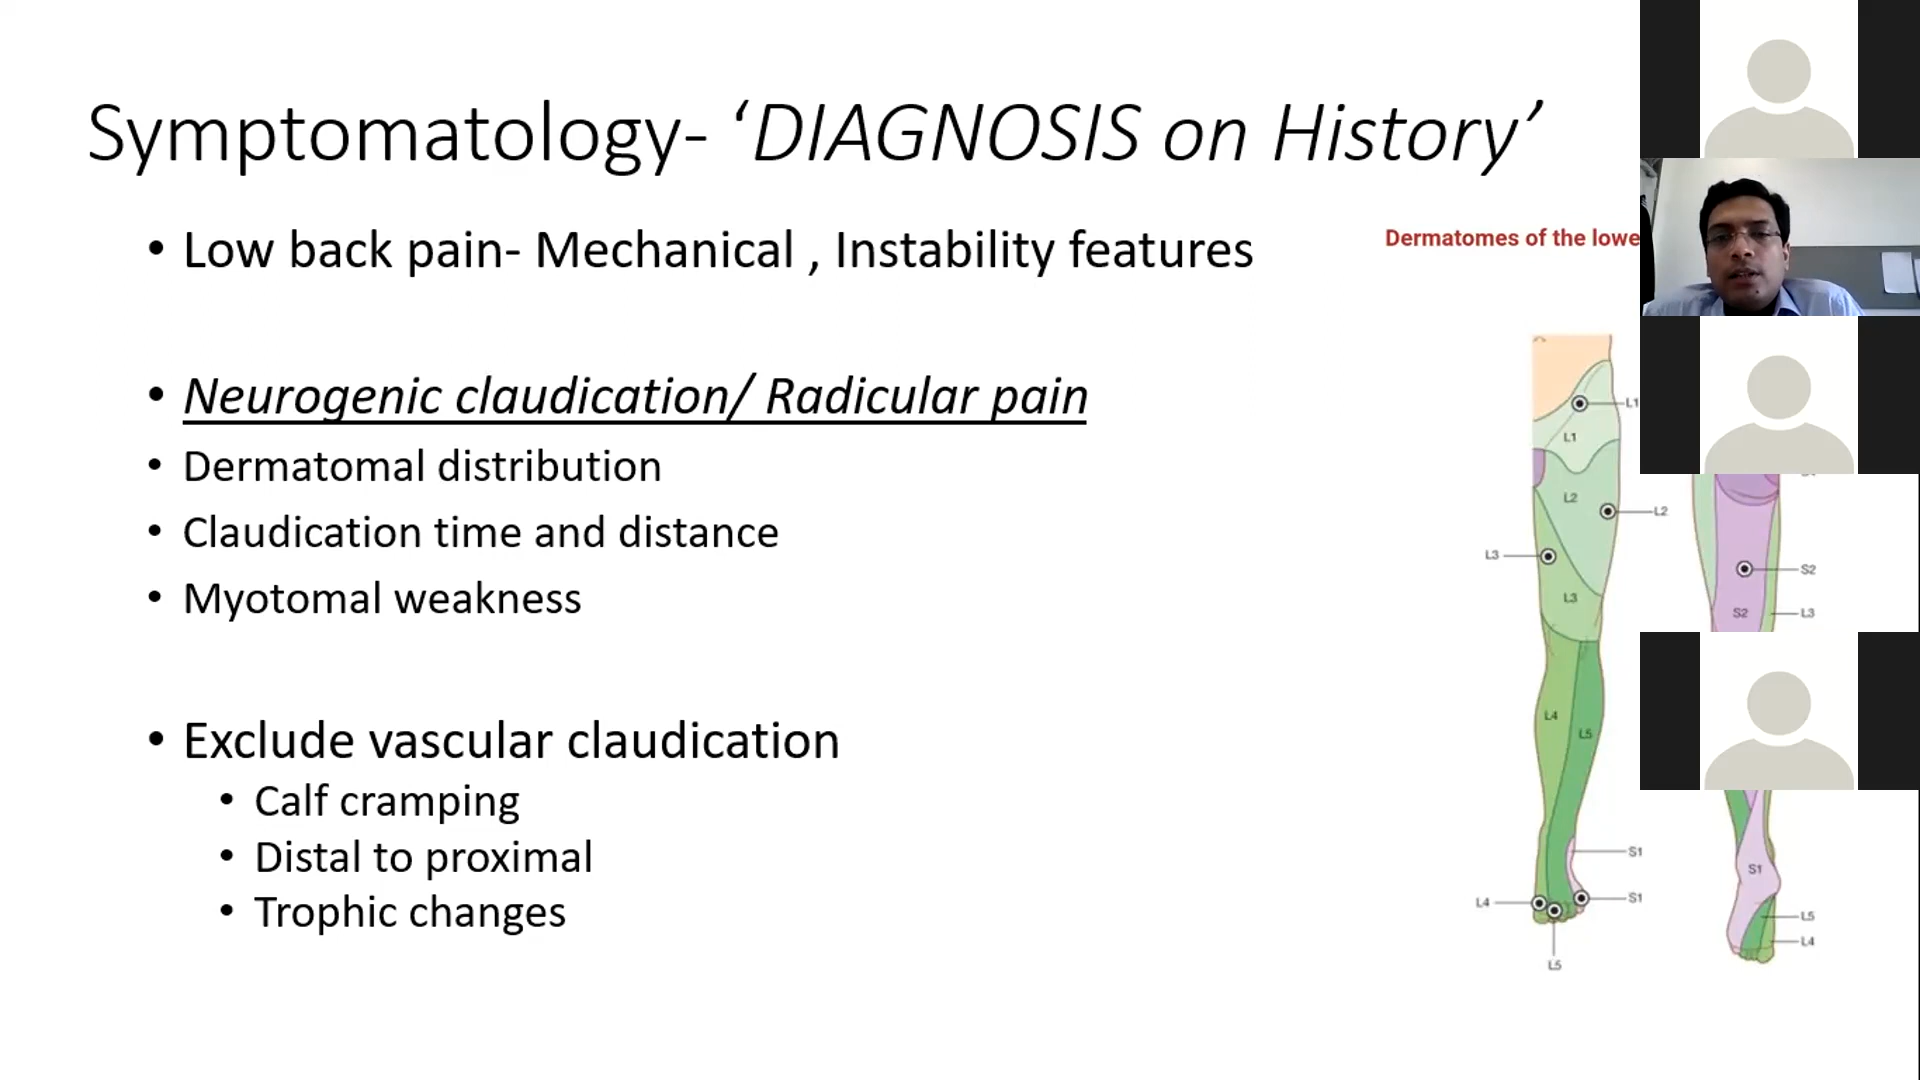 Symptomatology- ‘DIAGNOSIS on History’
• Low back pain- Mechanical , Instability features
Dermatomes of the lowe
• Neurogenic claudication/ Radicular pain
• Dermatomal distribution
• Claudication time and distance
• Myotomal weakness
• Exclude vascular claudication
• Calf cramping
• Distal to proximal
• Trophic changes
L1
L1
L2
L2
L3
L3
L4
L5
S1
L4
S1
L5
S2
S2
L3
S1
L5
L4